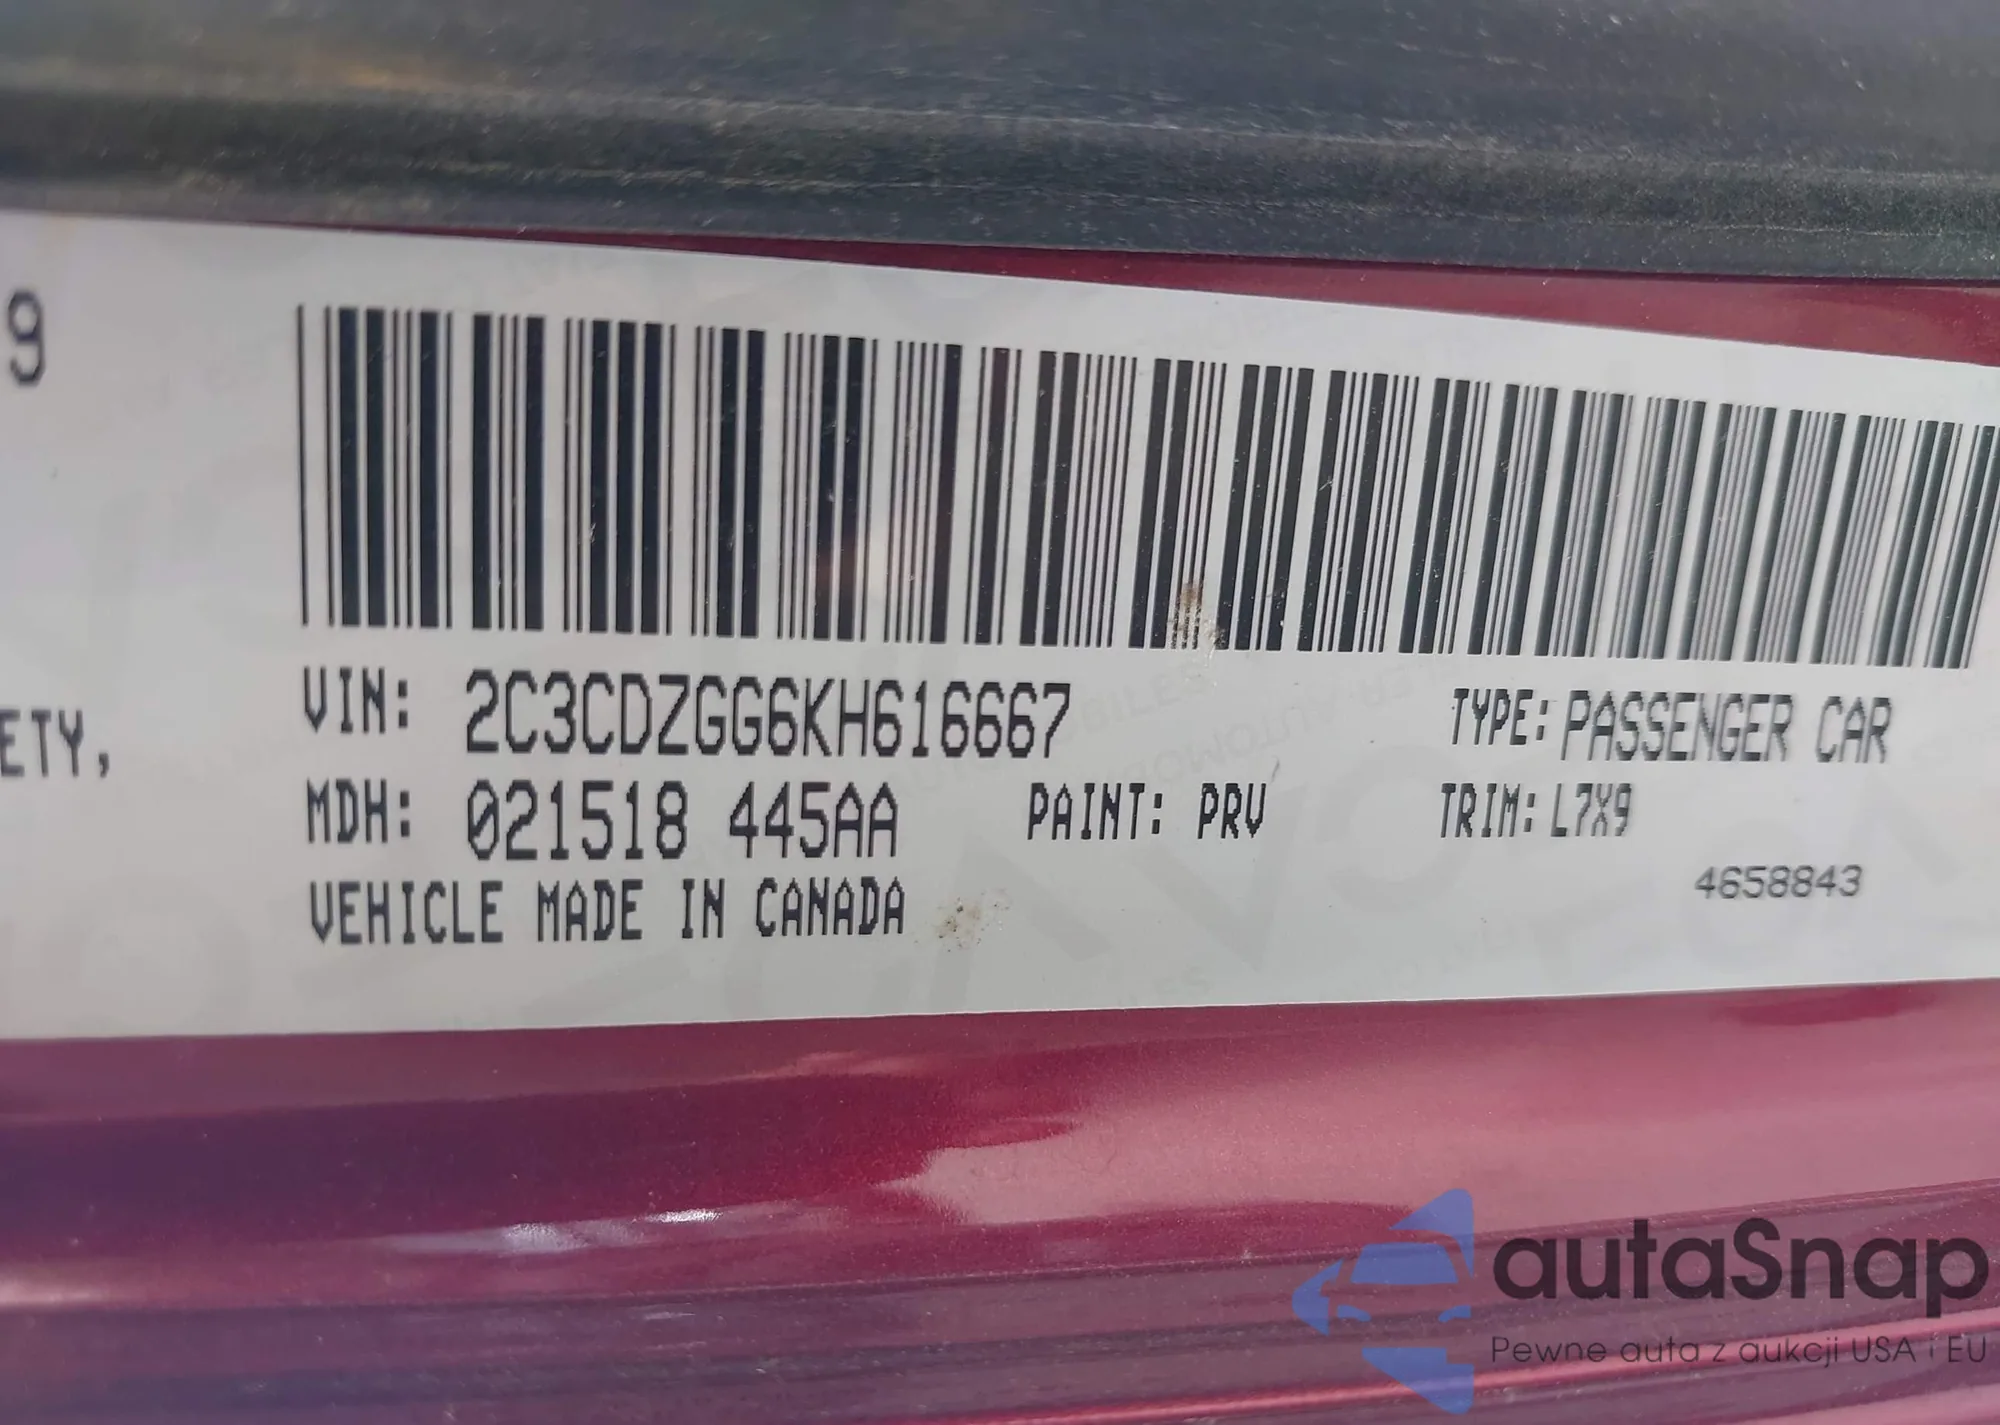 9
ETY,
VIN: 2C3CDZGG6KH616667
TYPE: PASSENGER CAR
MDH: 021518 445AA
PAINT: PRV
TRIM: L7X9
VEHICLE MADE IN CANADA
4658843
autaSnap
Pewne auta z aukcji USA i EU